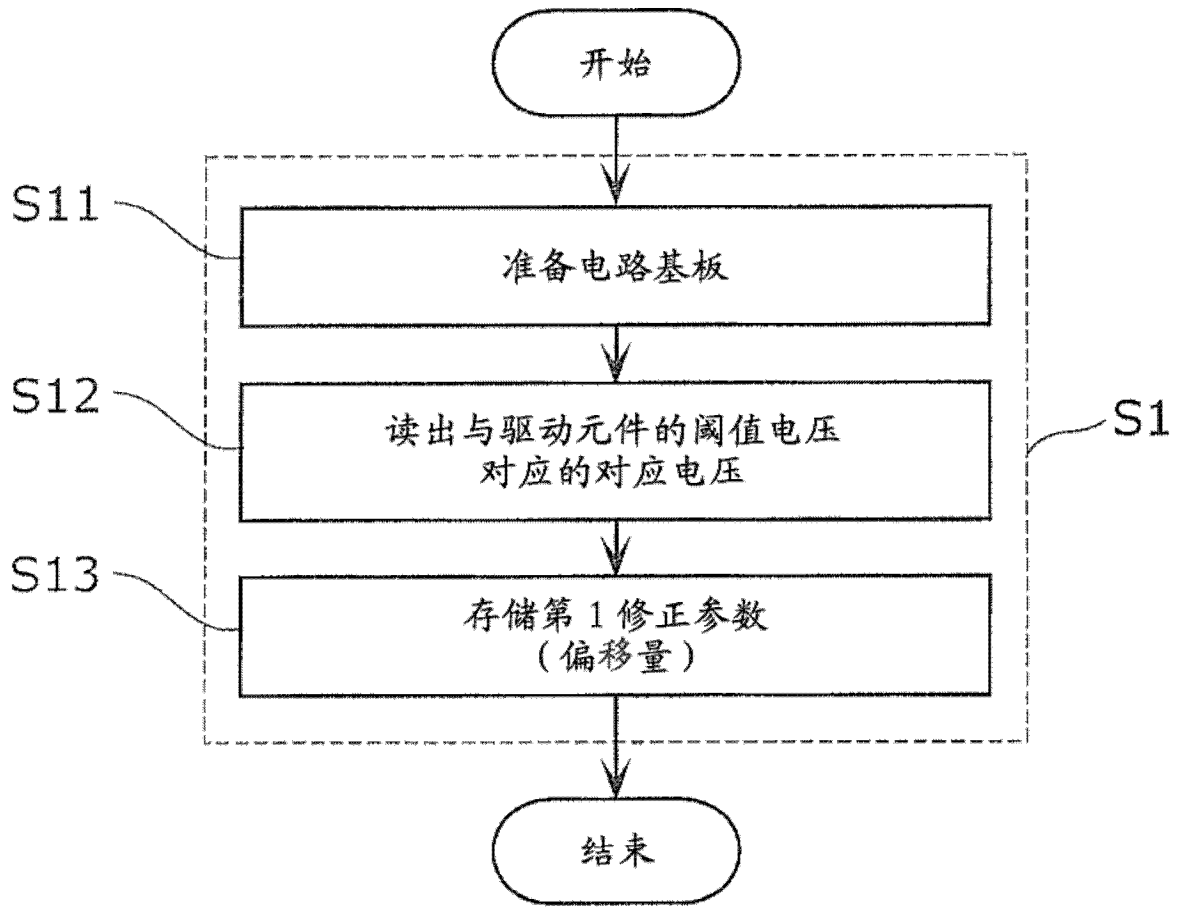 开始
S11
准备电路基板
S12
读出与驱动元件的阈值电压
对应的对应电压
S1
S13
存储第1修正参数
(偏移量)
结束